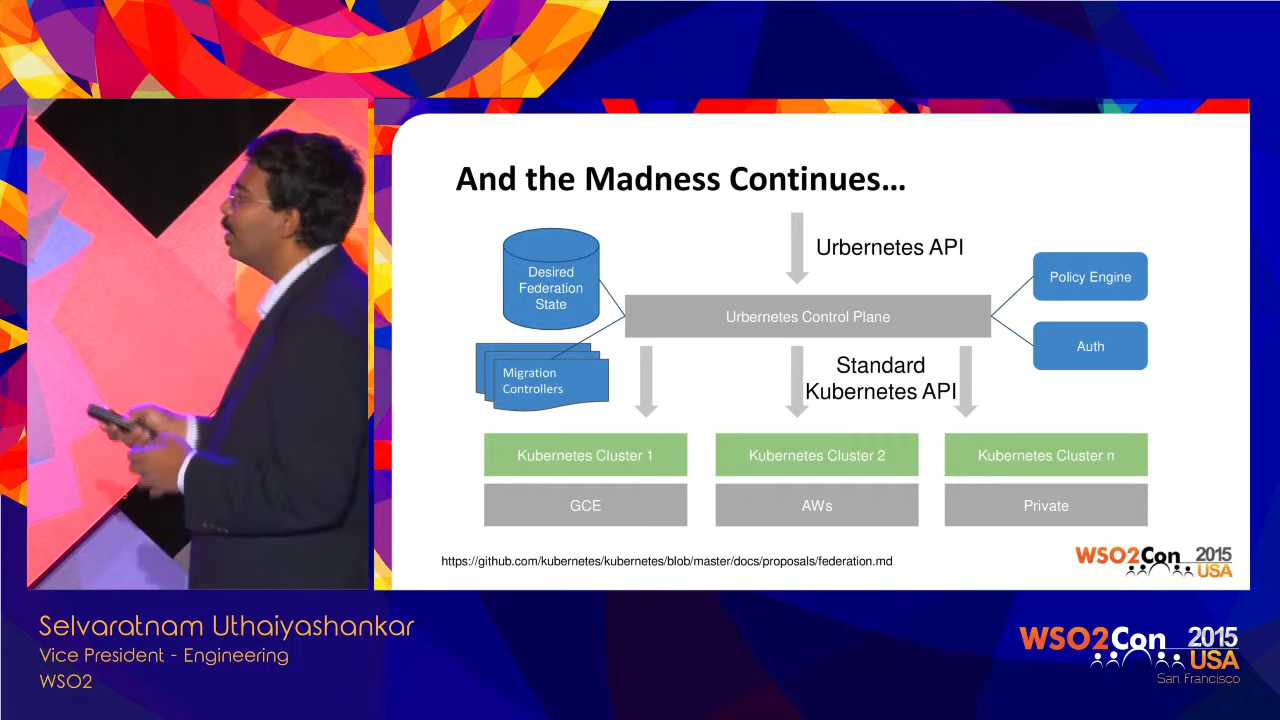 And the Madness Continues...
Urbernetes API
Desired
Federation
State
Policy Engine
Urbernetes Control Plane
Auth
Migration
Controllers
Standard
Kubernetes API
Kubernetes Cluster 1
Kubernetes Cluster 2
Kubernetes Cluster n
GCE
AWs
Private
https://github.com/kubernetes/kubernetes/blob/master/docs/proposals/federation.md
WSO2Con 2015
USA
Selvaratnam Uthaiyashankar
Vice President - Engineering
WSO2
WSO2Con 2015
USA
San Francisco